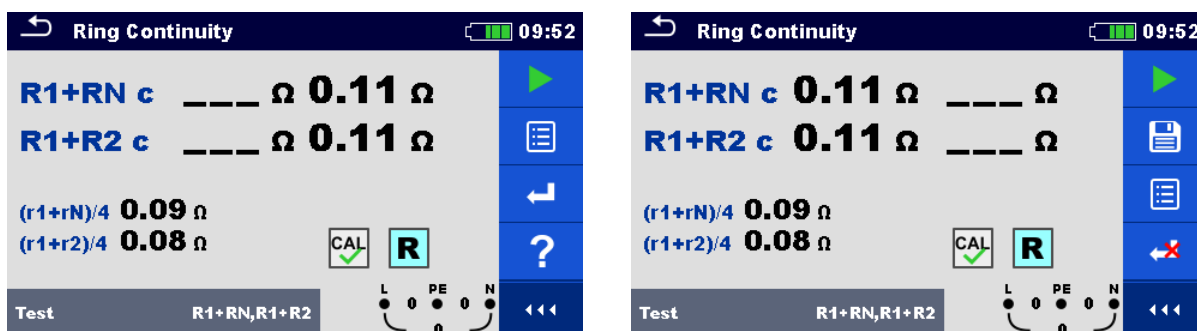 Ring Continuity 09:52
R1+RN c ___ Ω 0.11 Ω
R1+R2 c ___ Ω 0.11 Ω
(r1+rN)/4 0.09 Ω
(r1+r2)/4 0.08 Ω
CAL R
?
L PE N
0 0
0
Test R1+RN,R1+R2
Ring Continuity 09:52
R1+RN c 0.11 Ω ___ Ω
R1+R2 c 0.11 Ω ___ Ω
(r1+rN)/4 0.09 Ω
(r1+r2)/4 0.08 Ω
CAL R
L PE N
0 0
0
Test R1+RN,R1+R2